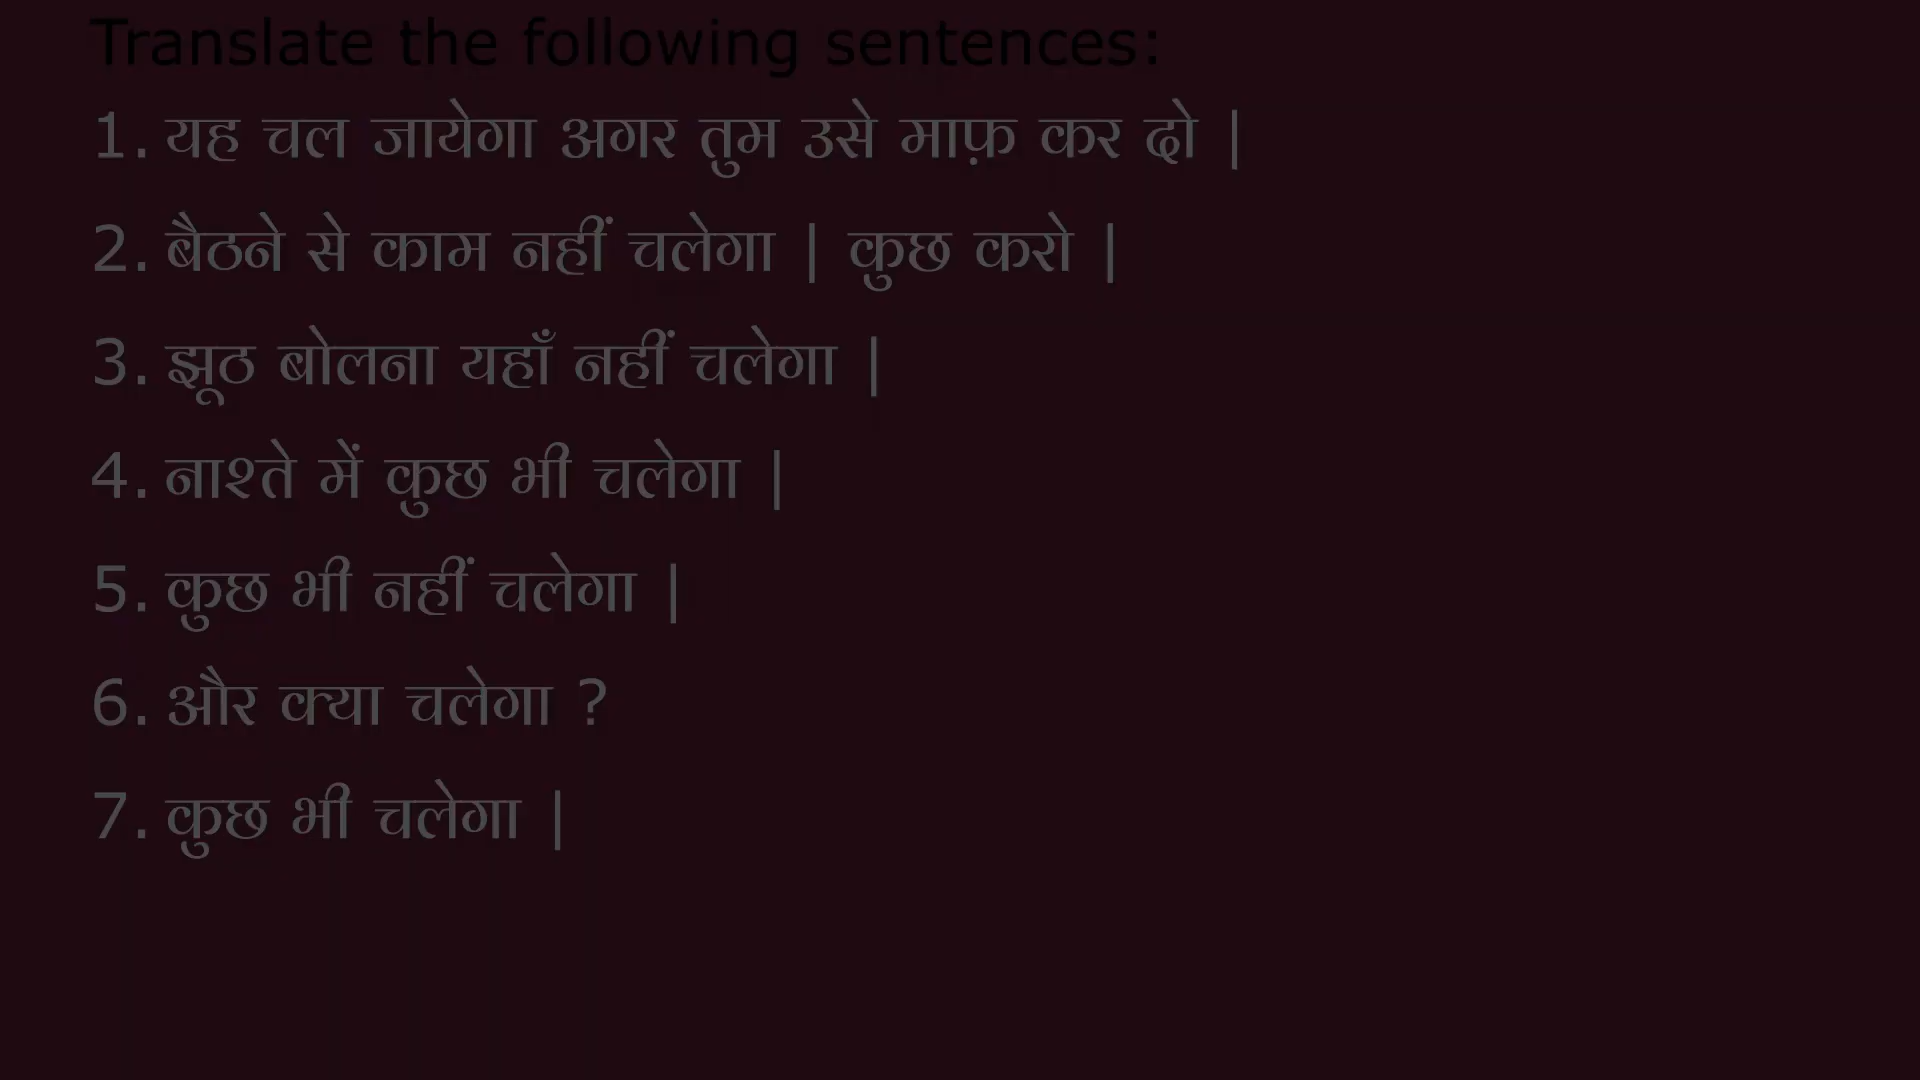 Translate the following sentences:
1. यह चल जायेगा अगर तुम उसे माफ़ कर दो |
2. बैठने से काम नहीं चलेगा | कुछ करो |
3. झूठ बोलना यहाँ नहीं चलेगा |
4. नाश्ते में कुछ भी चलेगा |
5. कुछ भी नहीं चलेगा |
6. और क्या चलेगा ?
7. कुछ भी चलेगा |